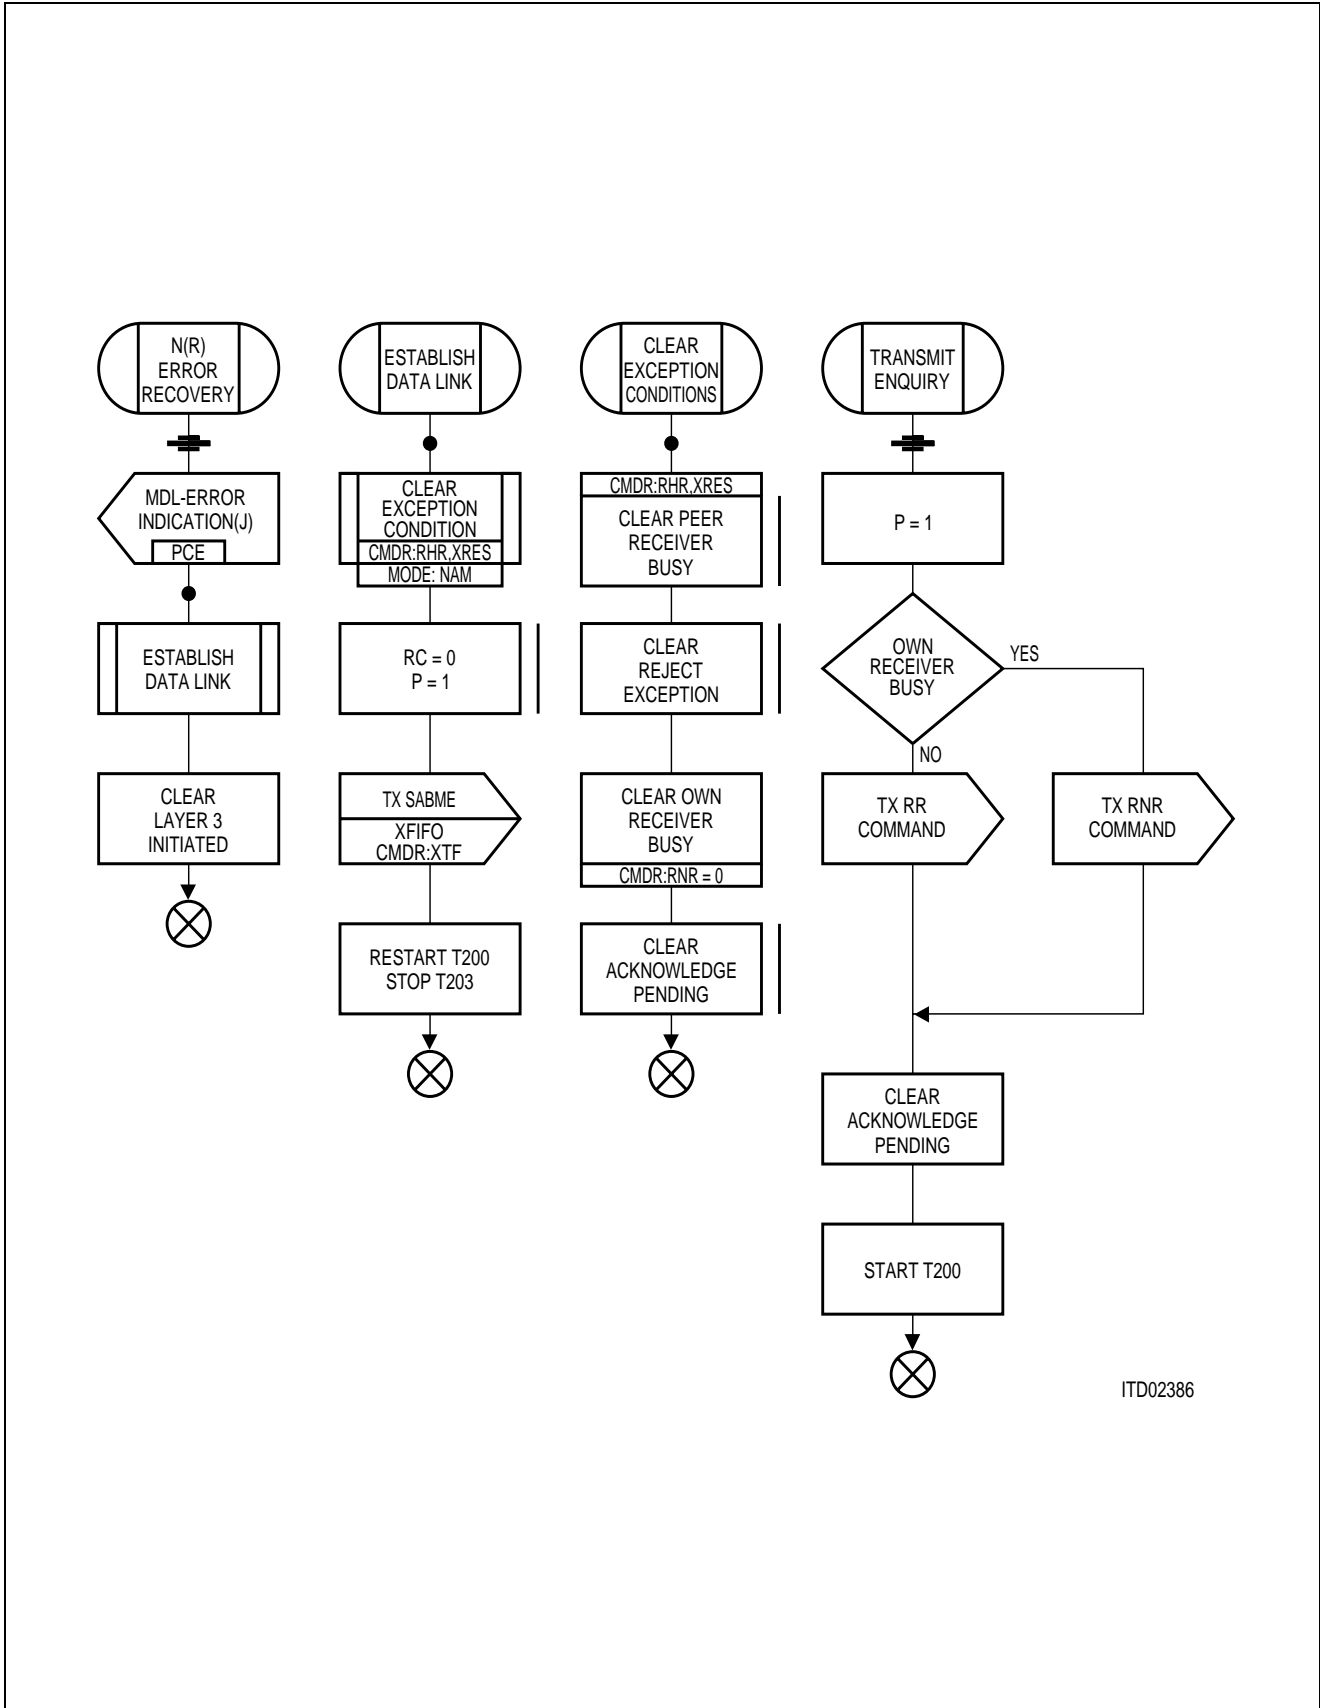 N(R)
ERROR
RECOVERY
MDL-ERROR
INDICATION(J)
PCE
ESTABLISH
DATA LINK
CLEAR
LAYER 3
INITIATED
ESTABLISH
DATA LINK
CLEAR
EXCEPTION
CONDITION
CMDR:RHR,XRES
MODE: NAM
RC = 0
P = 1
TX SABME
XFIFO
CMDR:XTF
RESTART T200
STOP T203
CLEAR
EXCEPTION
CONDITIONS
CMDR:RHR,XRES
CLEAR PEER
RECEIVER
BUSY
CLEAR
REJECT
EXCEPTION
CLEAR OWN
RECEIVER
BUSY
CMDR:RNR = 0
CLEAR
ACKNOWLEDGE
PENDING
TRANSMIT
ENQUIRY
P = 1
OWN
RECEIVER
BUSY
YES
NO
TX RR
COMMAND
TX RNR
COMMAND
CLEAR
ACKNOWLEDGE
PENDING
START T200
ITD02386